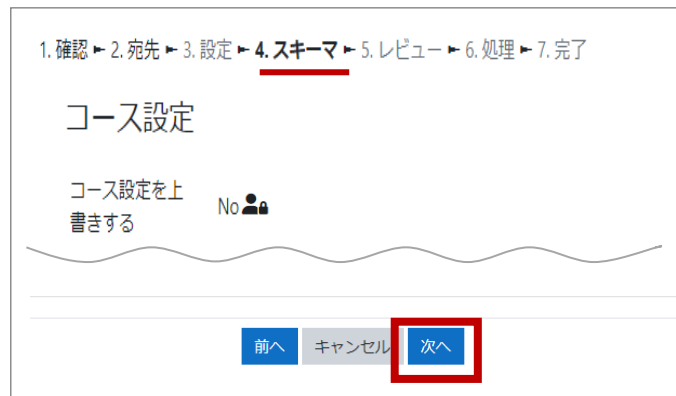 1. 確認 ► 2. 宛先 ► 3. 設定 ► 4. スキーマ ► 5. レビュー ► 6. 処理 ► 7. 完了
コース設定
コース設定を上
書きする
No
前へ キャンセル 次へ